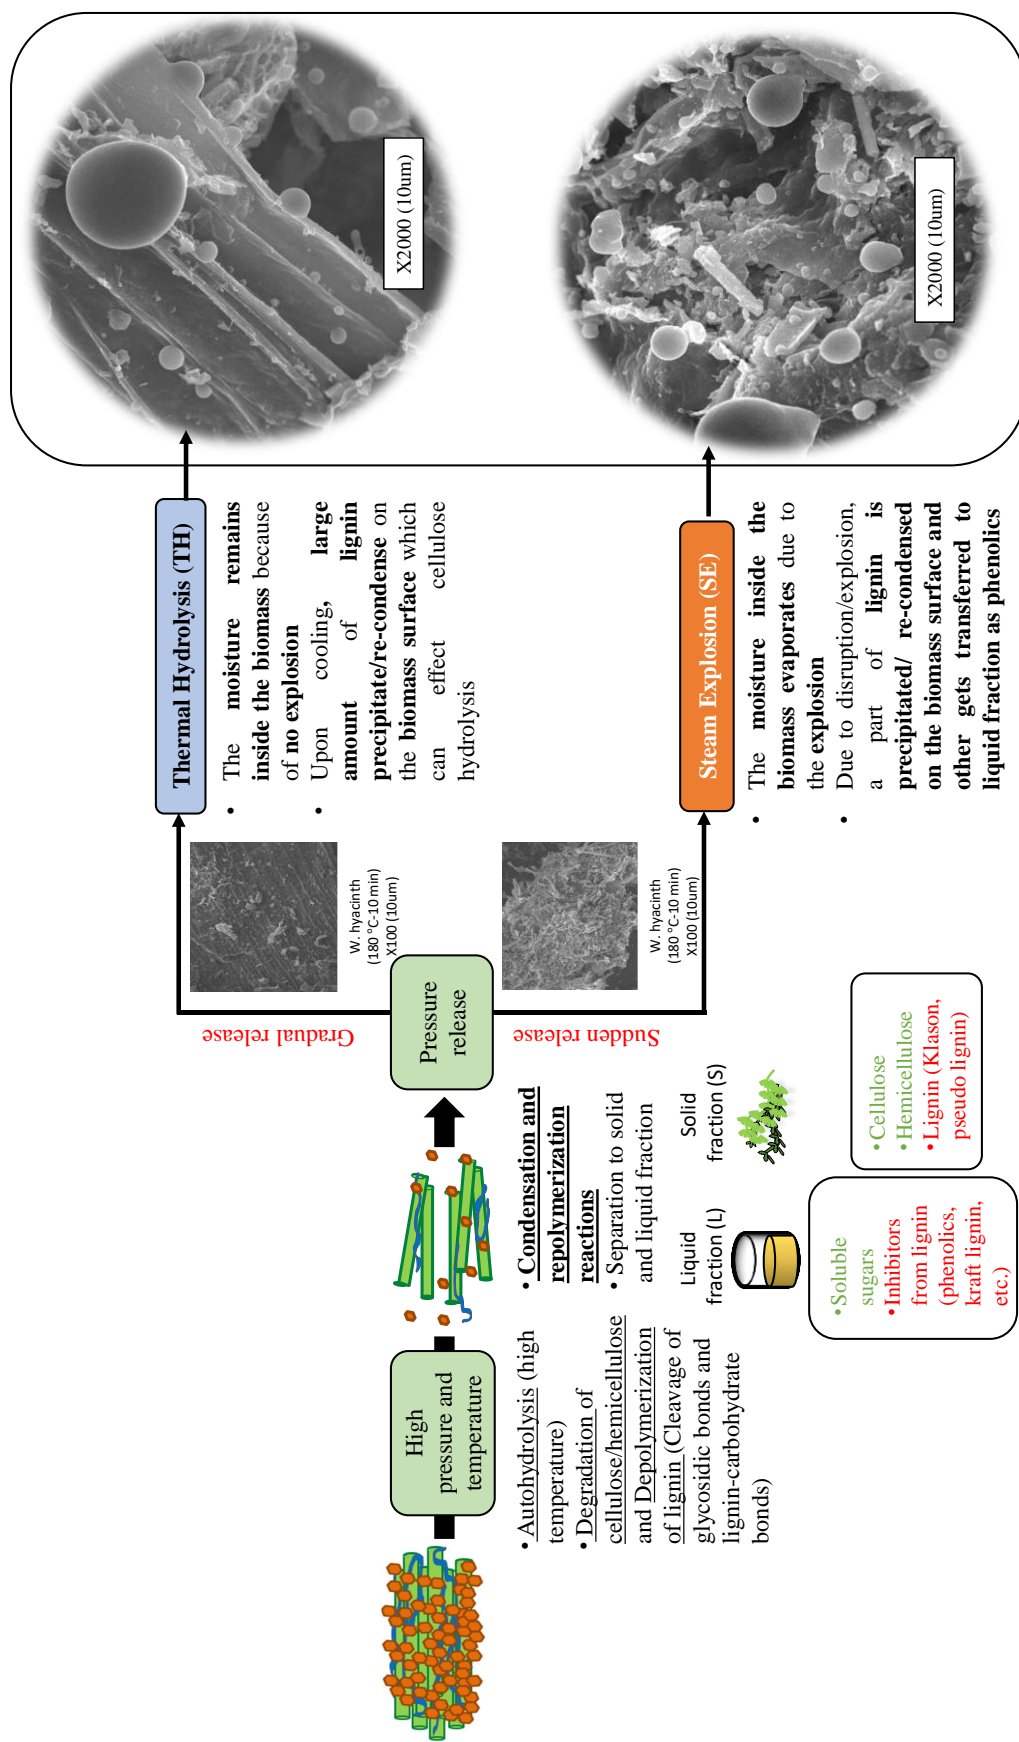 High
pressure and
temperature
• Autohydrolysis (high
temperature)
• Degradation of
cellulose/hemicellulose
and Depolymerization
of lignin (Cleavage of
glycosidic bonds and
lignin-carbohydrate
bonds)
• Condensation and
repolymerization
reactions
• Separation to solid
and liquid fraction
Liquid
fraction (L)
Solid
fraction (S)
• Soluble
sugars
• Inhibitors
from lignin
(phenolics,
kraft lignin,
etc.)
• Cellulose
• Hemicellulose
• Lignin (Klason,
pseudo lignin)
Pressure
release
Gradual release
Sudden release
W. hyacinth
(180 °C-10 min)
X100 (10um)
W. hyacinth
(180 °C-10 min)
X100 (10um)
Thermal Hydrolysis (TH)
• The moisture remains
inside the biomass because
of no explosion
• Upon cooling, large
amount of lignin
precipitate/re-condense on
the biomass surface which
can effect cellulose
hydrolysis
Steam Explosion (SE)
• The moisture inside the
biomass evaporates due to
the explosion
• Due to disruption/explosion,
a part of lignin is
precipitated/ re-condensed
on the biomass surface and
other gets transferred to
liquid fraction as phenolics
X2000 (10um)
X2000 (10um)